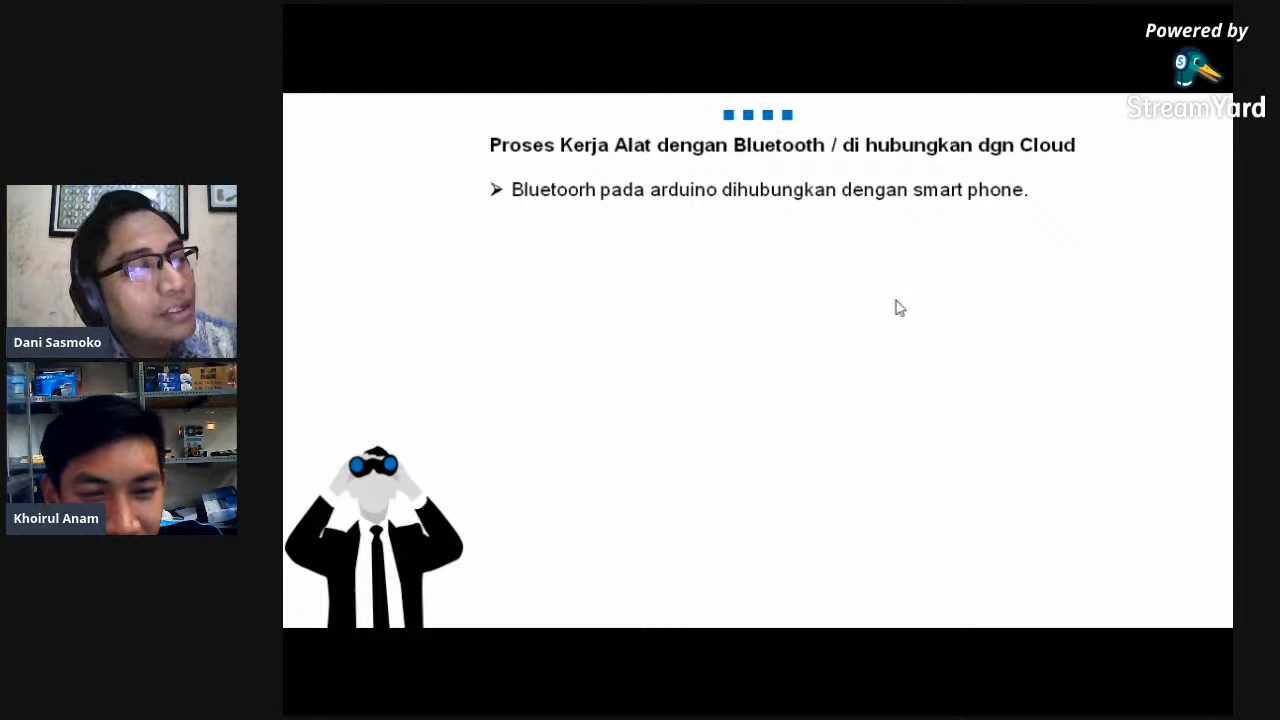 Powered by
StreamYard
Proses Kerja Alat dengan Bluetooth / di hubungkan dgn Cloud
➢ Bluetoorh pada arduino dihubungkan dengan smart phone.
Dani Sasmoko
Khoirul Anam